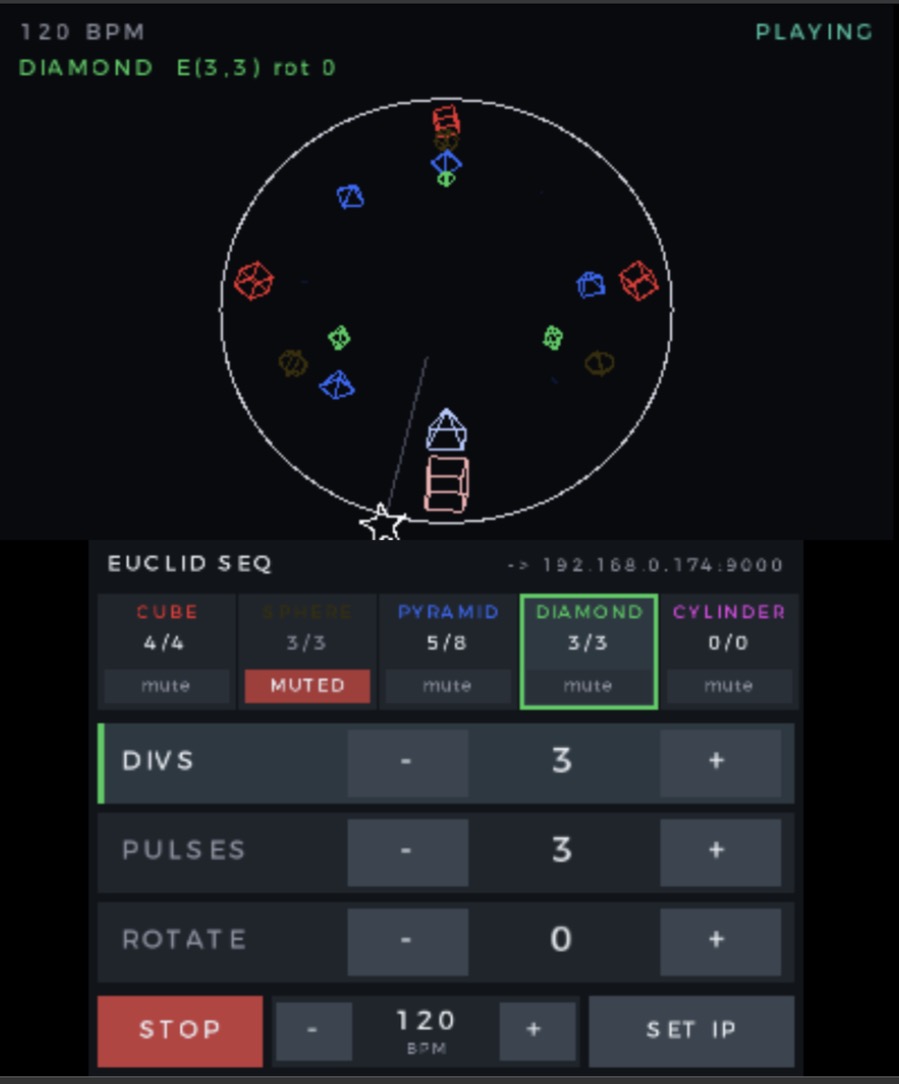 120 BPM PLAYING
DIAMOND E(3,3) rot 0
EUCLID SEQ -> 192.168.0.174:9000
CUBE SPHERE PYRAMID DIAMOND CYLINDER
4/4 3/3 5/8 3/3 0/0
mute MUTED mute mute mute
DIVS - 3 +
PULSES - 3 +
ROTATE - 0 +
STOP - 120 + SET IP
BPM